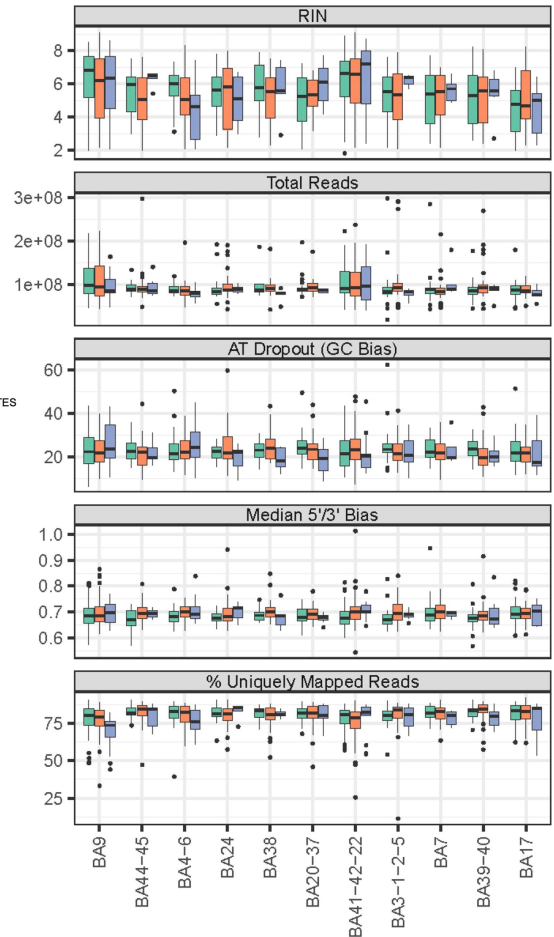 RIN
8
6
4
2
Total Reads
3e+08
2e+08
1e+08
AT Dropout (GC Bias)
TES
60
40
20
Median 5'/3' Bias
1.0
0.9
0.8
0.7
0.6
% Uniquely Mapped Reads
75
50
25
BA9
BA44−45
BA4−6
BA24
BA38
BA20−37
BA41−42−22
BA3−1−2−5
BA7
BA39−40
BA17